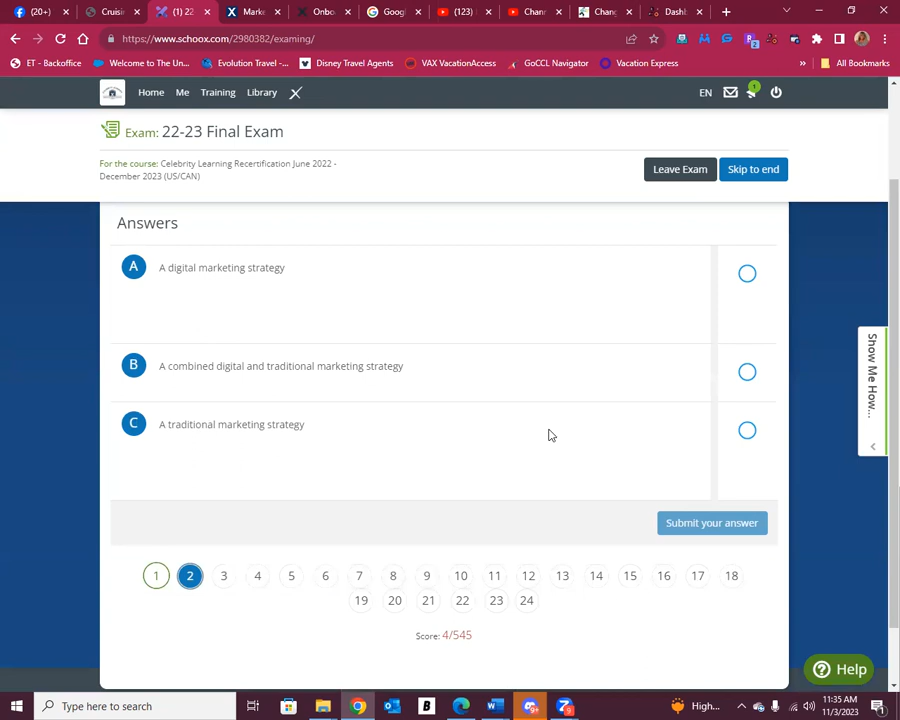 (20+)
Cruisin
(1) 22
Marke
Onbo
Googl
(123)
Chann
Chang
Dashb
https://www.schoox.com/2980382/examing/
ET - Backoffice
Welcome to The Un...
Evolution Travel -...
Disney Travel Agents
VAX VacationAccess
GoCCL Navigator
Vacation Express
»
All Bookmarks
Home Me Training Library
EN
1
Exam: 22-23 Final Exam
For the course: Celebrity Learning Recertification June 2022 -
December 2023 (US/CAN)
Leave Exam
Skip to end
Answers
A A digital marketing strategy
B A combined digital and traditional marketing strategy
C A traditional marketing strategy
Show Me How...
Submit your answer
1 2 3 4 5 6 7 8 9 10 11 12 13 14 15 16 17 18
19 20 21 22 23 24
Score: 4/545
Help
Type here to search
High...
11:35 AM
11/3/2023